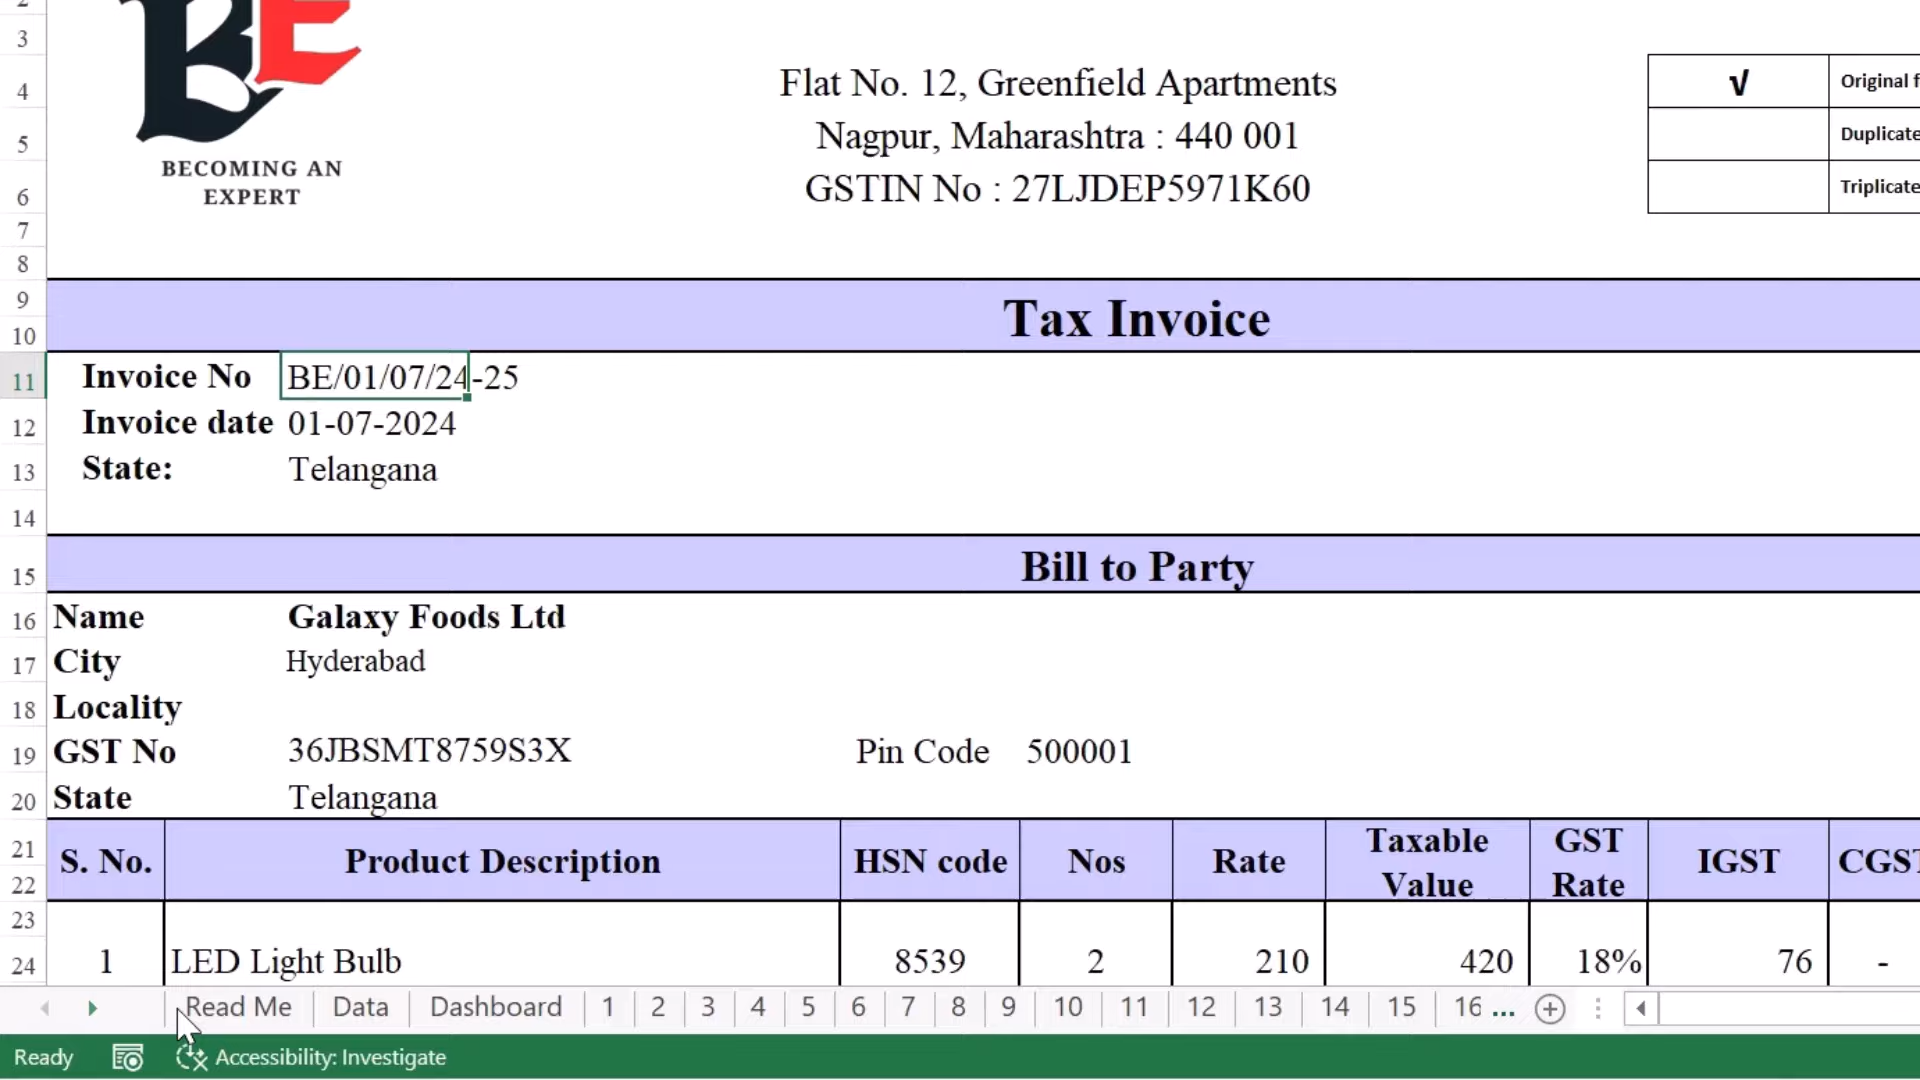 2
3
4
5
6
7
8
9
10
11
12
13
14
15
16
17
18
19
20
21
22
23
24
BE
BECOMING AN
EXPERT
Flat No. 12, Greenfield Apartments
Nagpur, Maharashtra : 440 001
GSTIN No : 27LJDEP5971K60
√ Original f
Duplicate
Triplicate
Tax Invoice
Invoice No BE/01/07/24-25
Invoice date 01-07-2024
State: Telangana
Bill to Party
Name Galaxy Foods Ltd
City Hyderabad
Locality
GST No 36JBSMT8759S3X Pin Code 500001
State Telangana
S. No. Product Description HSN code Nos Rate Taxable Value GST Rate IGST CGST
1 LED Light Bulb 8539 2 210 420 18% 76 -
Read Me Data Dashboard 1 2 3 4 5 6 7 8 9 10 11 12 13 14 15 16 ...
Ready Accessibility: Investigate